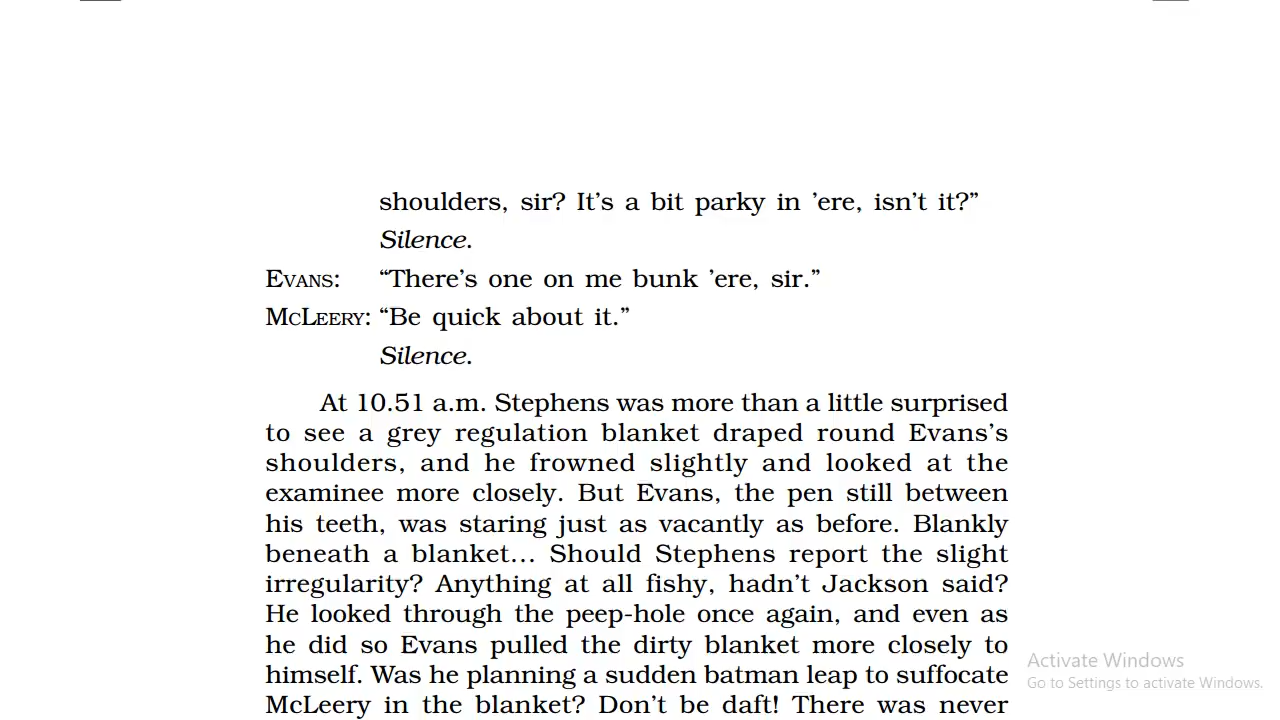 shoulders, sir? It’s a bit parky in ’ere, isn’t it?”
Silence.
EVANS: “There’s one on me bunk ’ere, sir.”
MCLEERY: “Be quick about it.”
Silence.
At 10.51 a.m. Stephens was more than a little surprised
to see a grey regulation blanket draped round Evans’s
shoulders, and he frowned slightly and looked at the
examinee more closely. But Evans, the pen still between
his teeth, was staring just as vacantly as before. Blankly
beneath a blanket... Should Stephens report the slight
irregularity? Anything at all fishy, hadn’t Jackson said?
He looked through the peep-hole once again, and even as
he did so Evans pulled the dirty blanket more closely to
himself. Was he planning a sudden batman leap to suffocate
McLeery in the blanket? Don’t be daft! There was never
Activate Windows
Go to Settings to activate Windows.